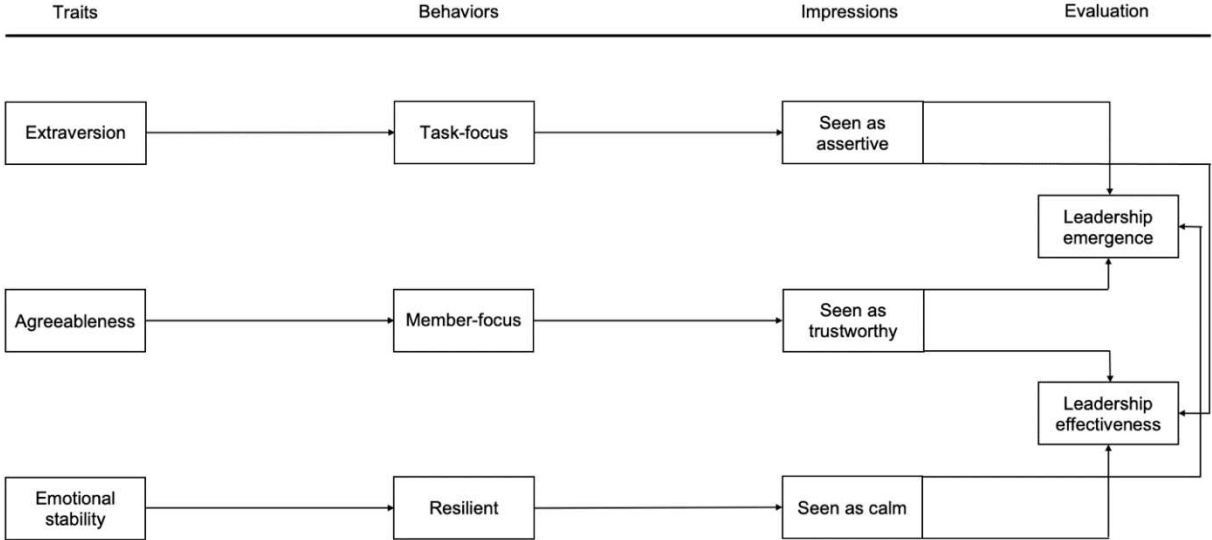 Traits Behaviors Impressions Evaluation
Extraversion Task-focus Seen as
assertive
Leadership
emergence
Agreeableness Member-focus Seen as
trustworthy
Leadership
effectiveness
Emotional
stability
Resilient
Seen as calm